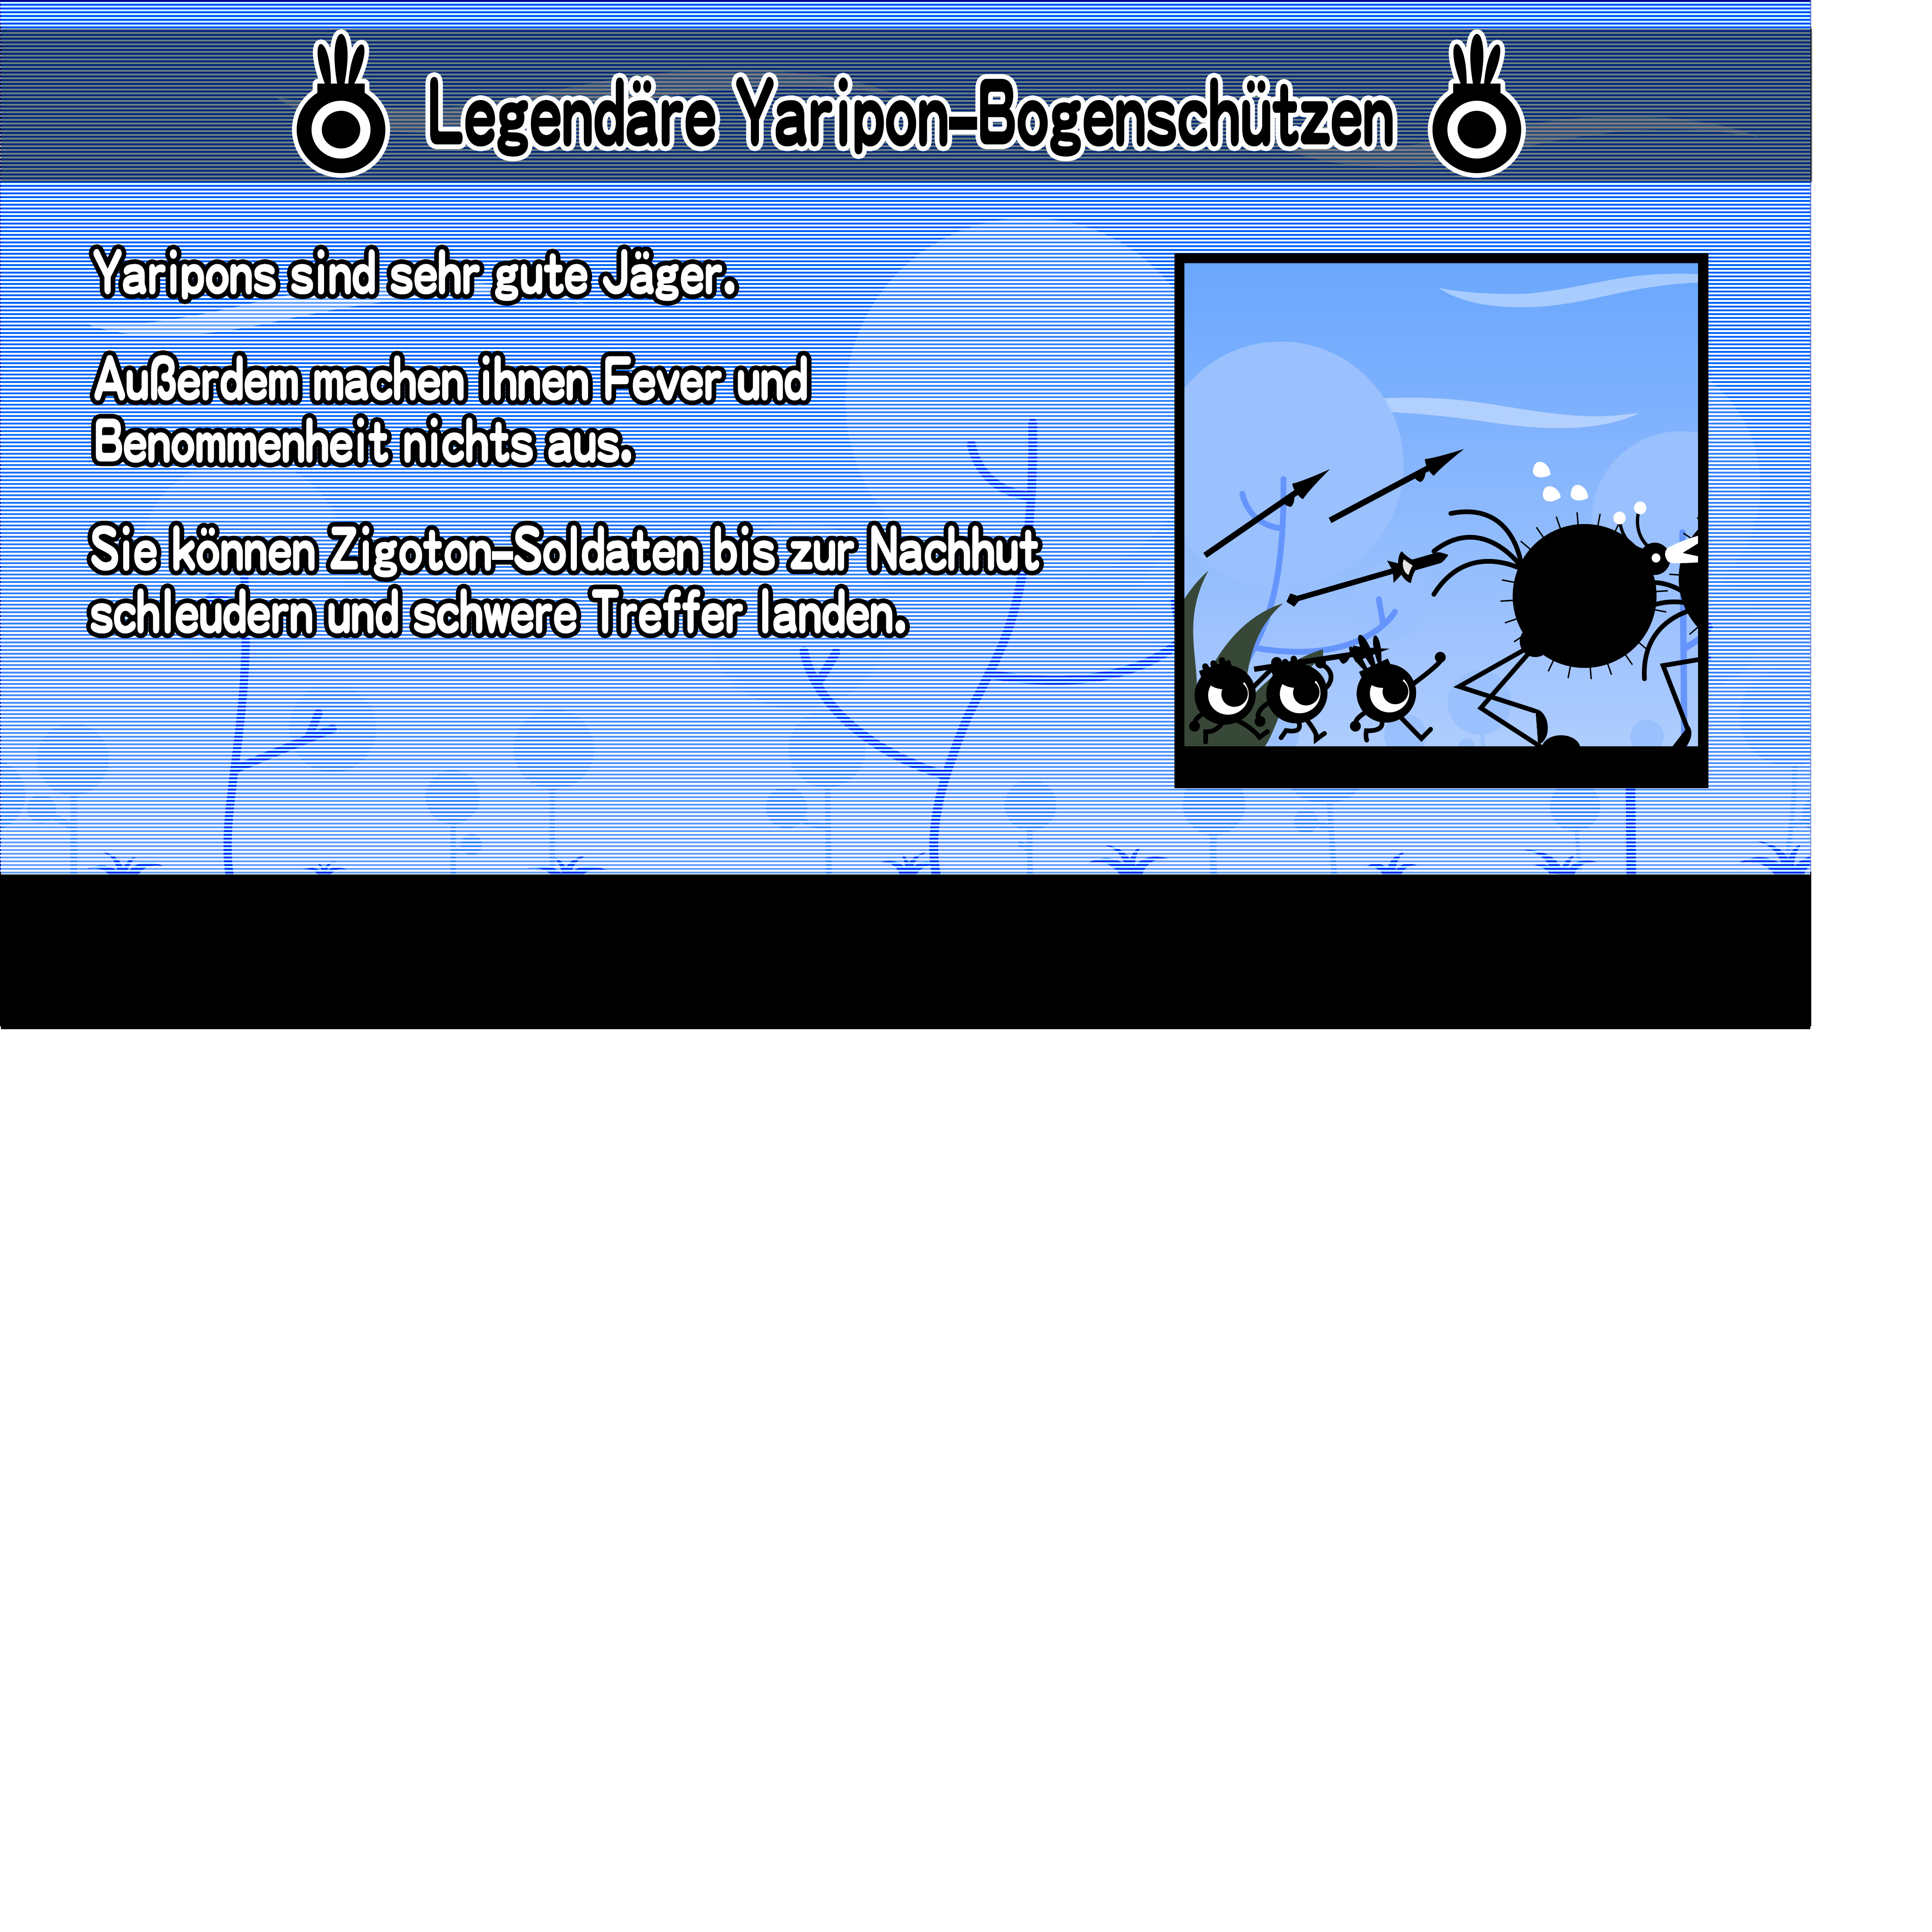 Legendäre Yaripon-Bogenschützen
Yaripons sind sehr gute Jäger.
Außerdem machen ihnen Fever und
Benommenheit nichts aus.
Sie können Zigoton-Soldaten bis zur Nachhut
schleudern und schwere Treffer landen.